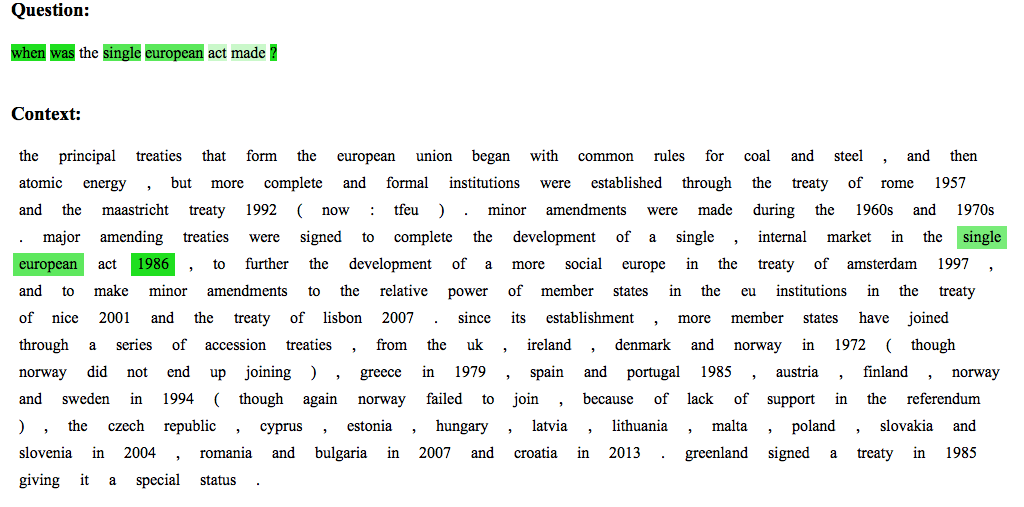 Question:
when was the single european act made ?
Context:
the principal treaties that form the european union began with common rules for coal and steel , and then
atomic energy , but more complete and formal institutions were established through the treaty of rome 1957
and the maastricht treaty 1992 ( now : tfeu ) . minor amendments were made during the 1960s and 1970s
. major amending treaties were signed to complete the development of a single , internal market in the single
european act 1986 , to further the development of a more social europe in the treaty of amsterdam 1997 ,
and to make minor amendments to the relative power of member states in the eu institutions in the treaty
of nice 2001 and the treaty of lisbon 2007 . since its establishment , more member states have joined
through a series of accession treaties , from the uk , ireland , denmark and norway in 1972 ( though
norway did not end up joining ) , greece in 1979 , spain and portugal 1985 , austria , finland , norway
and sweden in 1994 ( though again norway failed to join , because of lack of support in the referendum
) , the czech republic , cyprus , estonia , hungary , latvia , lithuania , malta , poland , slovakia and
slovenia in 2004 , romania and bulgaria in 2007 and croatia in 2013 . greenland signed a treaty in 1985
giving it a special status .